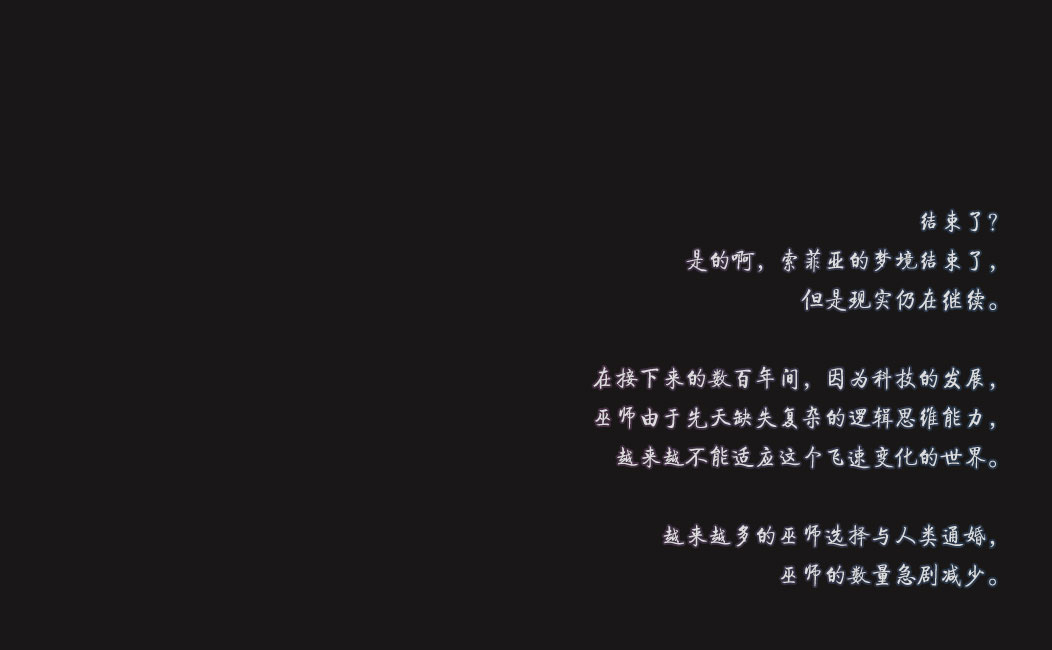 结束了？
是的啊，索菲亚的梦境结束了，
但是现实仍在继续。
在接下来的数百年间，因为科技的发展，
巫师由于先天缺失复杂的逻辑思维能力，
越来越不能适应这个飞速变化的世界。
越来越多的巫师选择与人类通婚，
巫师的数量急剧减少。